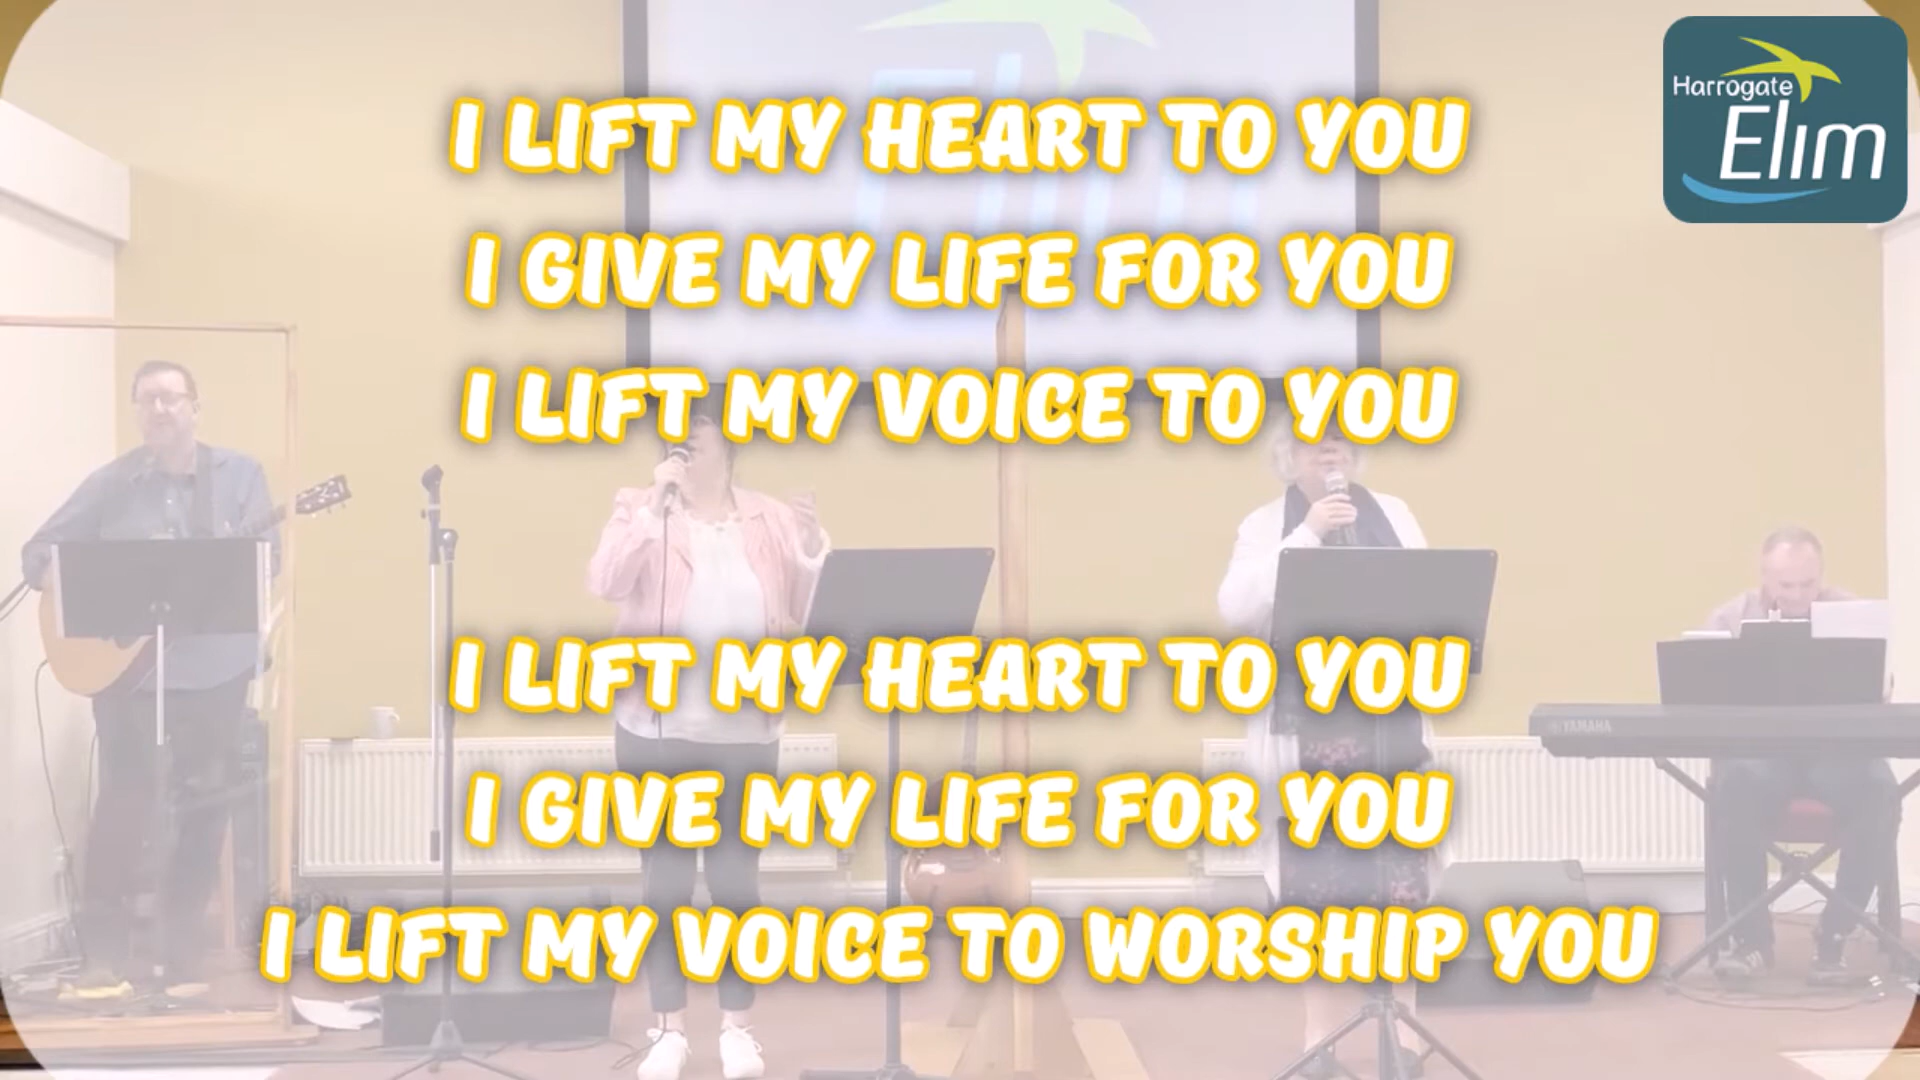 Harrogate
Elim
I LIFT MY HEART TO YOU
I GIVE MY LIFE FOR YOU
I LIFT MY VOICE TO YOU
I LIFT MY HEART TO YOU
I GIVE MY LIFE FOR YOU
I LIFT MY VOICE TO WORSHIP YOU
Elim
YAMAHA